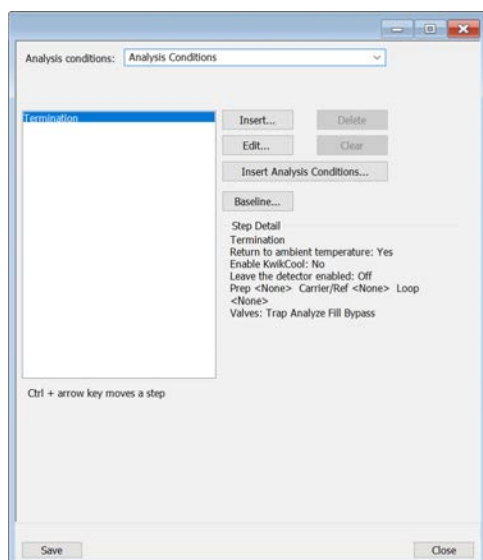 Analysis conditions: Analysis Conditions
Termination
Insert... Delete
Edit... Clear
Insert Analysis Conditions...
Baseline...
Step Detail
Termination
Return to ambient temperature: Yes
Enable KwikCool: No
Leave the detector enabled: Off
Prep <None> Carrier/Ref <None> Loop
<None>
Valves: Trap Analyze Fill Bypass
Ctrl + arrow key moves a step
Save Close